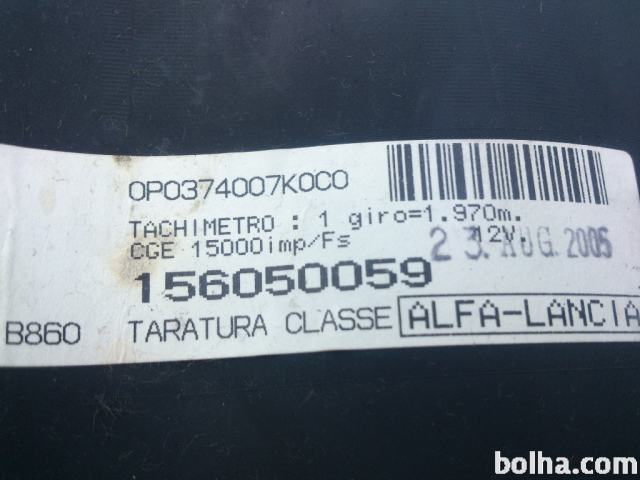 0P0374007K0C0
TACHIMETRO : 1 giro=1.970m.
CGE 15000imp/Fs 12V.
23. AUG 2005
156050059
B860 TARATURA CLASSE ALFA-LANCIA
bolha.com